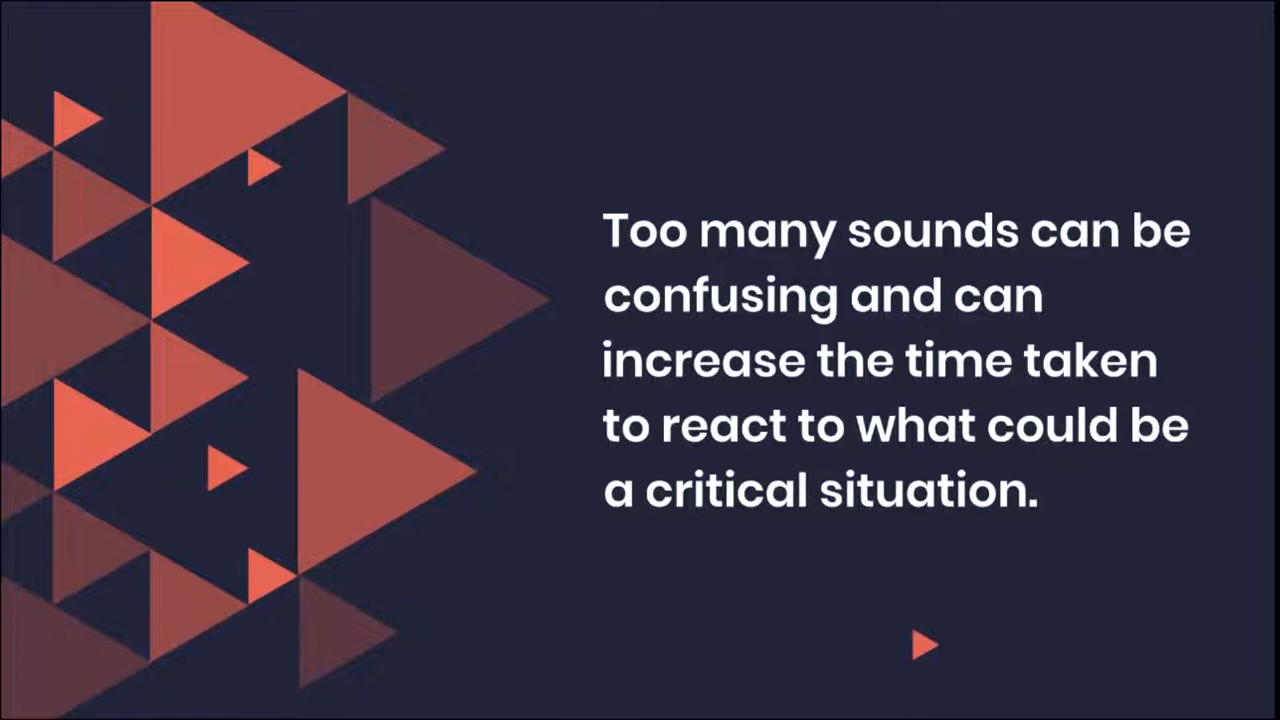 Too many sounds can be
confusing and can
increase the time taken
to react to what could be
a critical situation.